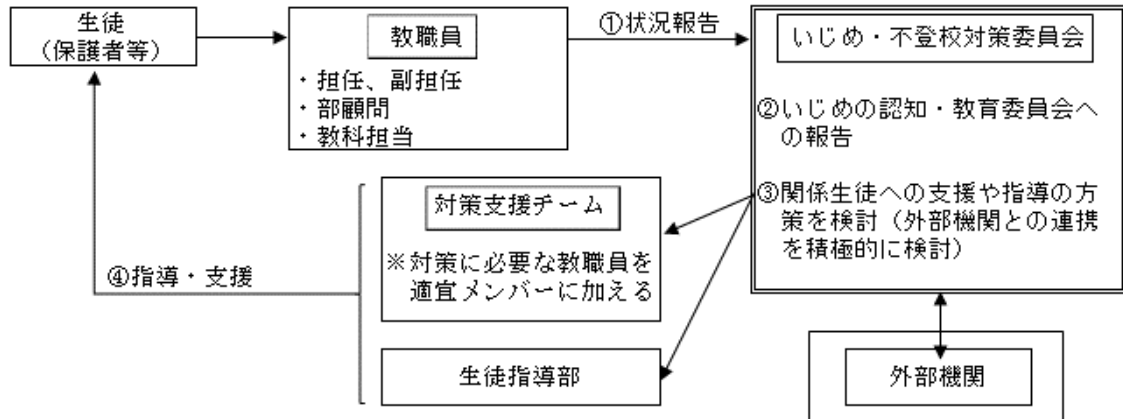 生徒
（保護者等）
教職員
・担任、副担任
・部顧問
・教科担当
①状況報告
いじめ・不登校対策委員会
②いじめの認知・教育委員会へ
の報告
③関係生徒への支援や指導の方
策を検討（外部機関との連携
を積極的に検討）
対策支援チーム
※対策に必要な教職員を
適宜メンバーに加える
④指導・支援
生徒指導部
外部機関